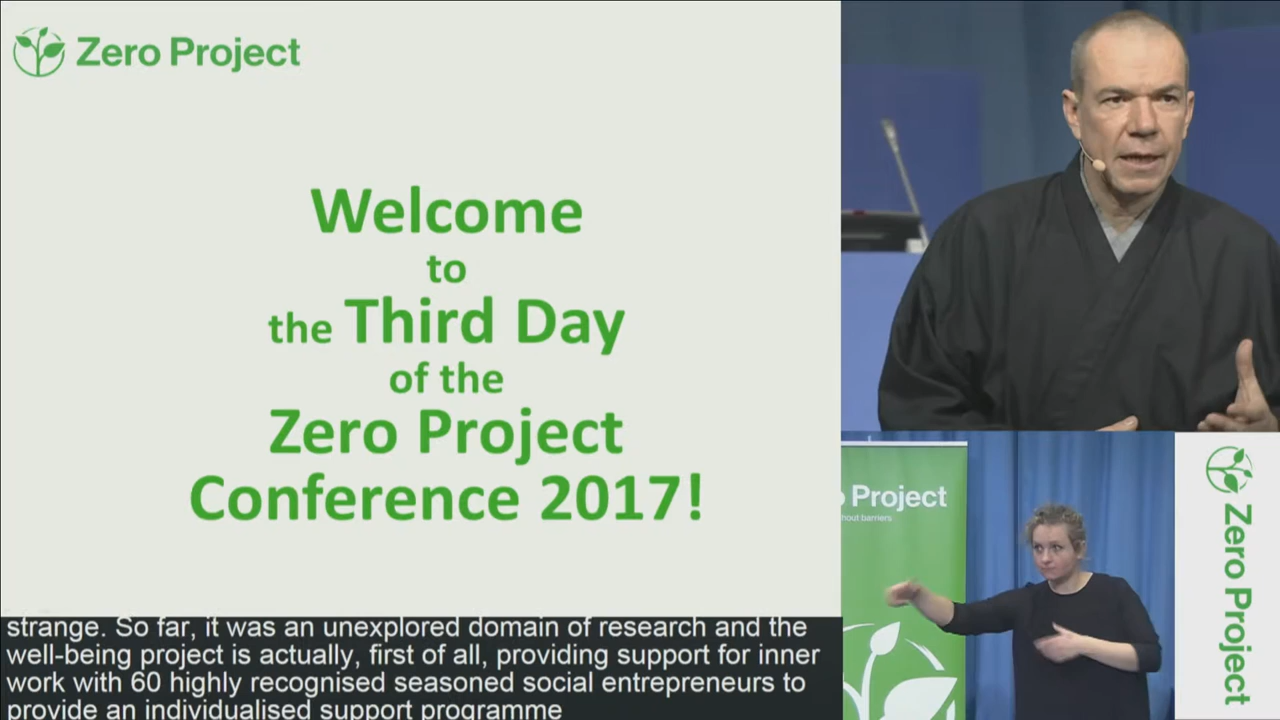 Zero Project
Welcome
to
the Third Day
of the
Zero Project
Conference 2017!
strange. So far, it was an unexplored domain of research and the
well-being project is actually, first of all, providing support for inner
work with 60 highly recognised seasoned social entrepreneurs to
provide an individualised support programme
Project
hout barriers
Zero Project